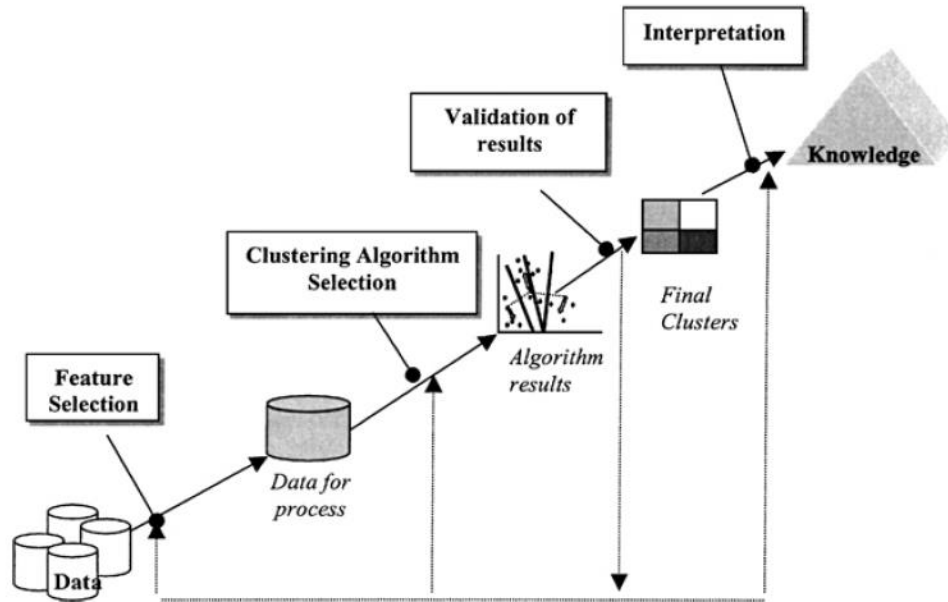 Interpretation
Validation of
results
Knowledge
Clustering Algorithm
Selection
Final
Clusters
Algorithm
results
Feature
Selection
Data for
process
Data